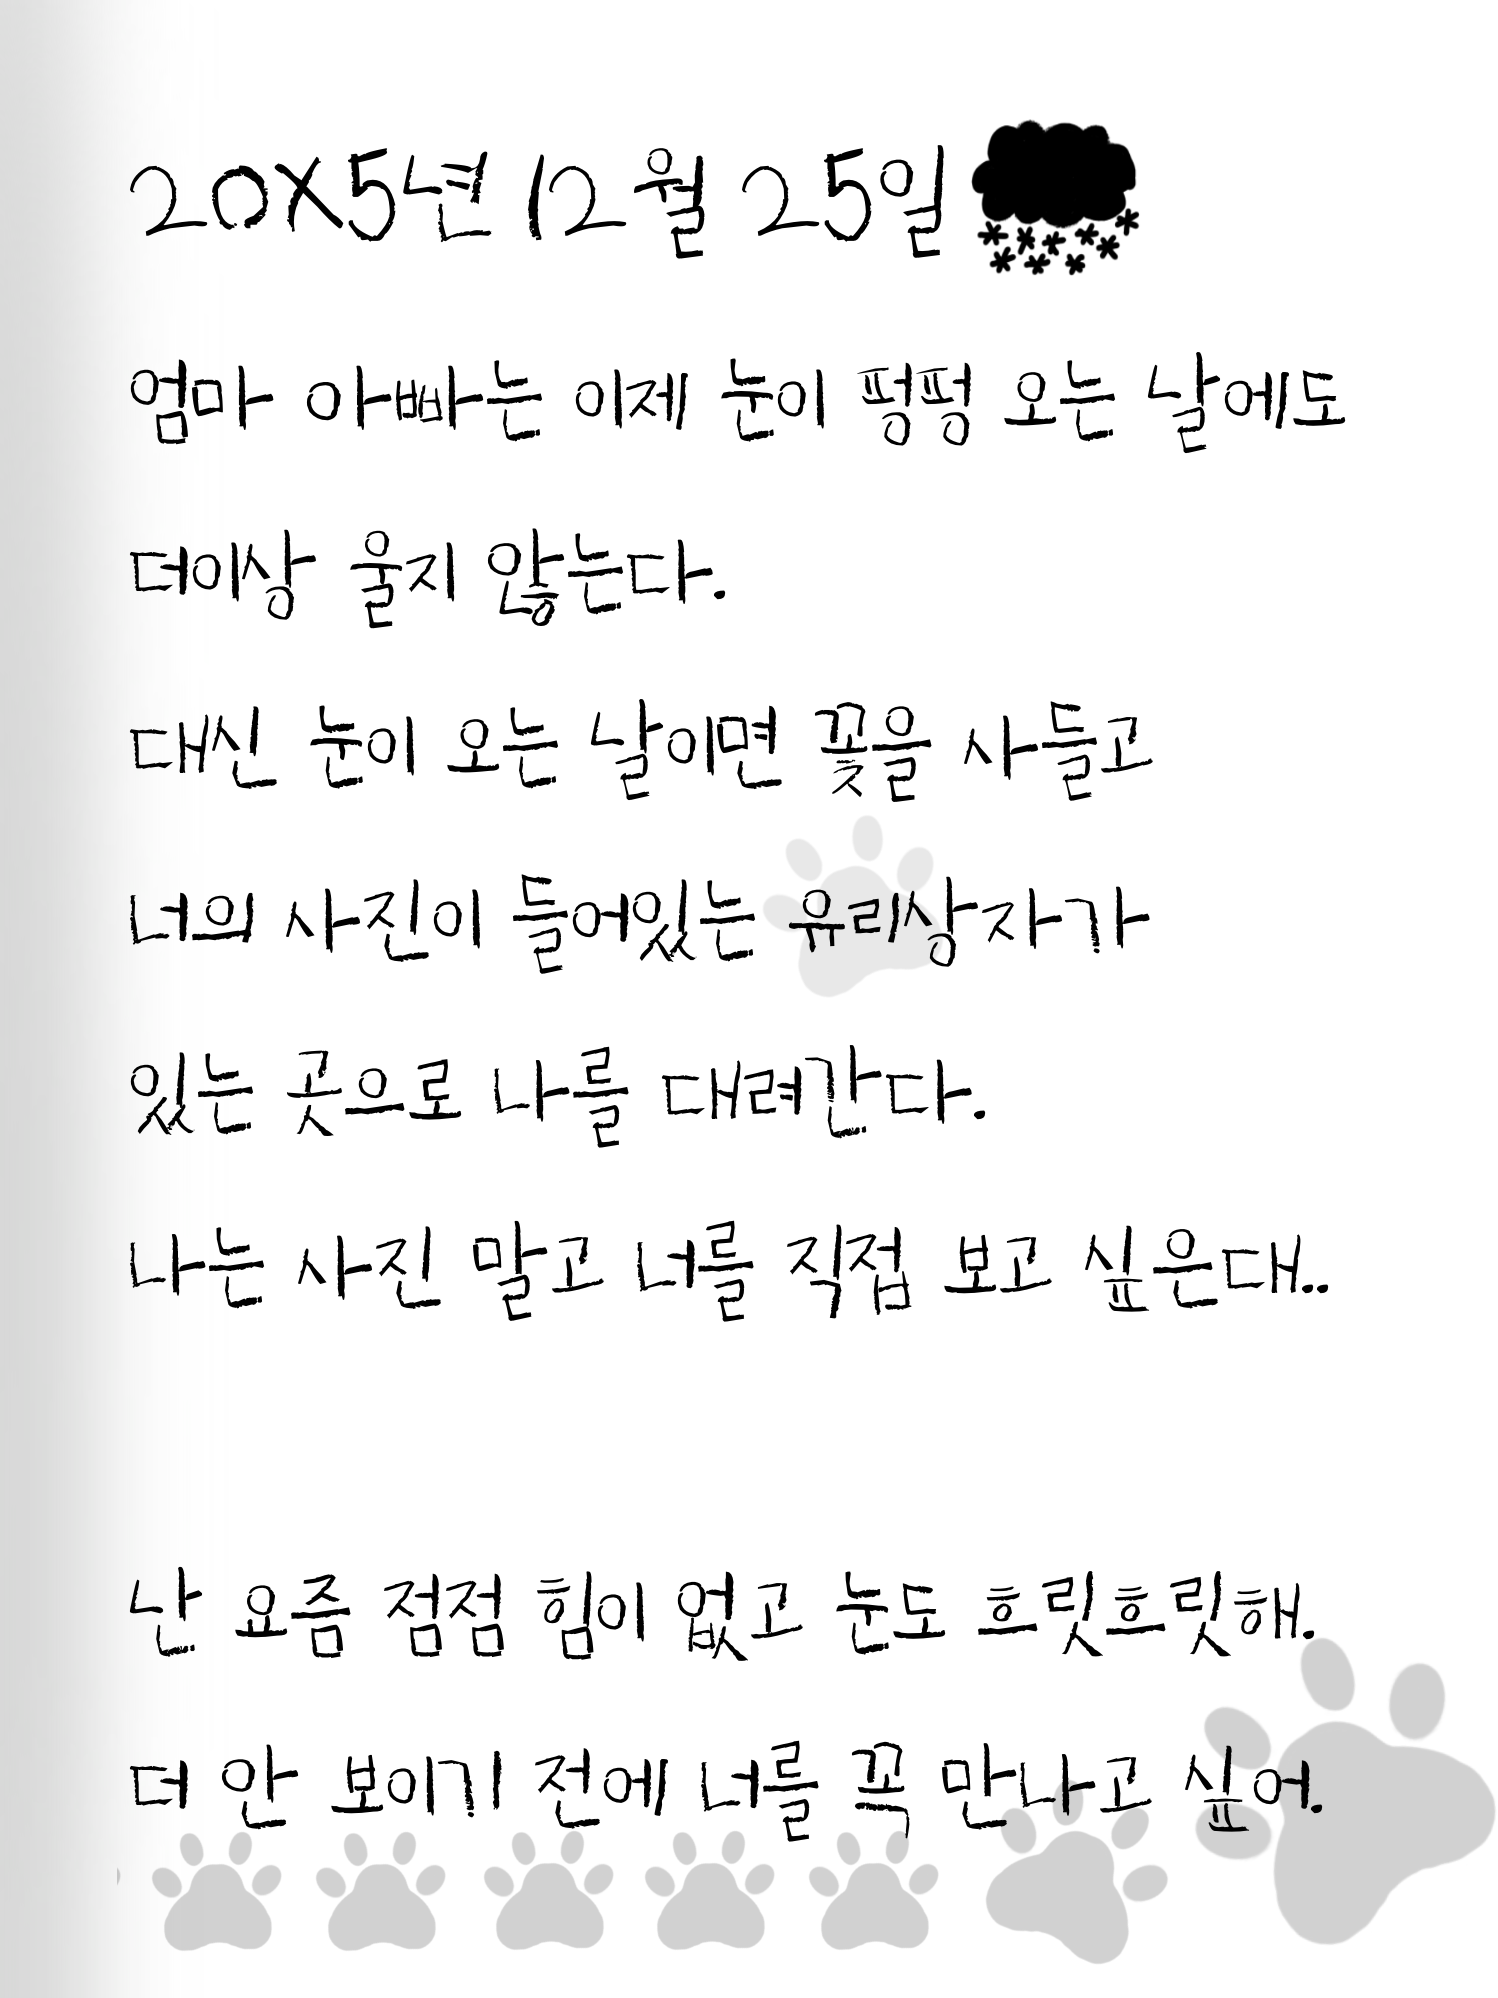 20X5년 12월 25일
엄마 아빠는 이제 눈이 펑펑 오는 날에도
더이상 울지 않는다.
대신 눈이 오는 날이면 꽃을 사들고
너의 사진이 들어있는 유리상자가
있는 곳으로 나를 대려간다.
나는 사진 말고 너를 직접 보고 싶은대..
난 요즘 점점 힘이 없고 눈도 흐릿흐릿해.
더 안 보이기 전에 너를 꼭 만나고 싶어.